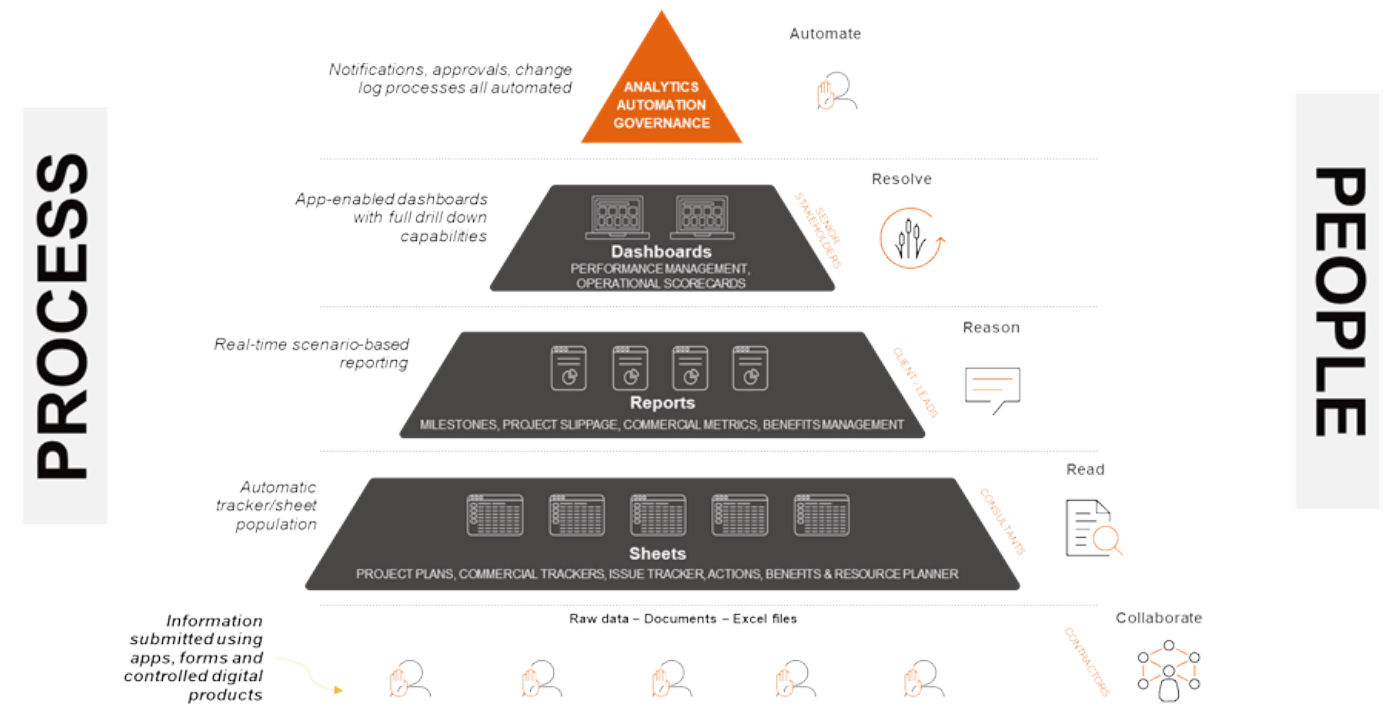 PROCESS
PEOPLE
Notifications, approvals, change
log processes all automated
ANALYTICS
AUTOMATION
GOVERNANCE
Automate
App-enabled dashboards
with full drill down
capabilities
Dashboards
PERFORMANCE MANAGEMENT,
OPERATIONAL SCORECARDS
SENIOR
STAKEHOLDERS
Resolve
Real-time scenario-based
reporting
Reports
MILESTONES, PROJECT SLIPPAGE, COMMERCIAL METRICS, BENEFITS MANAGEMENT
CLIENT / LEADS
Reason
Automatic
tracker/sheet
population
Sheets
PROJECT PLANS, COMMERCIAL TRACKERS, ISSUE TRACKER, ACTIONS, BENEFITS & RESOURCE PLANNER
CONSULTANTS
Read
Information
submitted using
apps, forms and
controlled digital
products
Raw data – Documents – Excel files
CONTRACTORS
Collaborate